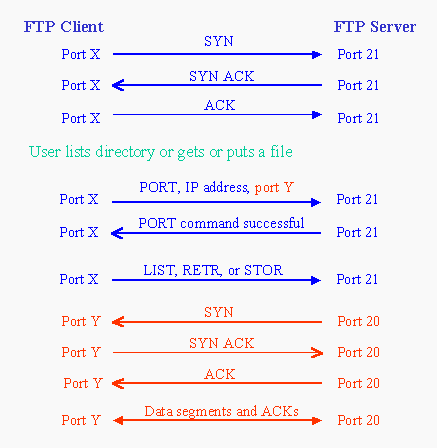 FTP Client FTP Server
Port X SYN Port 21
Port X SYN ACK Port 21
Port X ACK Port 21
User lists directory or gets or puts a file
Port X PORT, IP address, port Y Port 21
Port X PORT command successful Port 21
Port X LIST, RETR, or STOR Port 21
Port Y SYN Port 20
Port Y SYN ACK Port 20
Port Y ACK Port 20
Port Y Data segments and ACKs Port 20